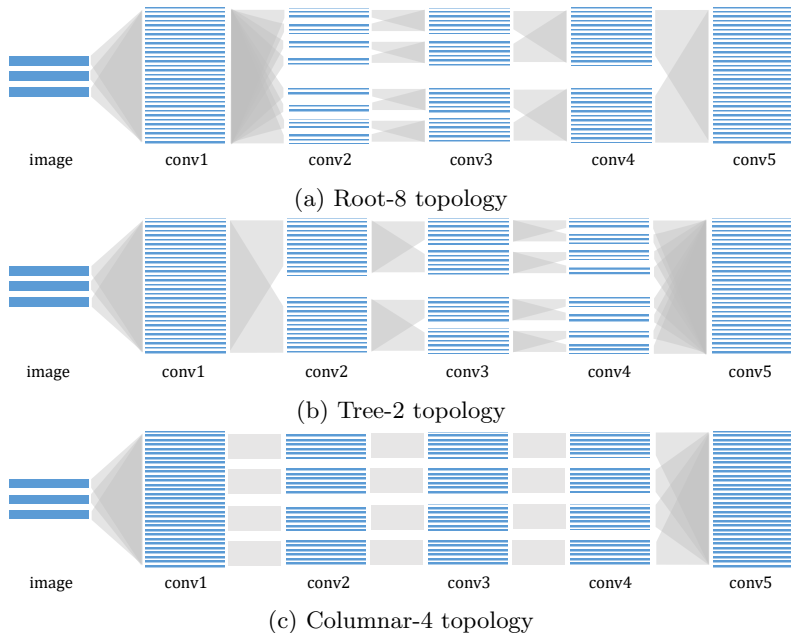 image conv1 conv2 conv3 conv4 conv5
(a) Root-8 topology
image conv1 conv2 conv3 conv4 conv5
(b) Tree-2 topology
image conv1 conv2 conv3 conv4 conv5
(c) Columnar-4 topology